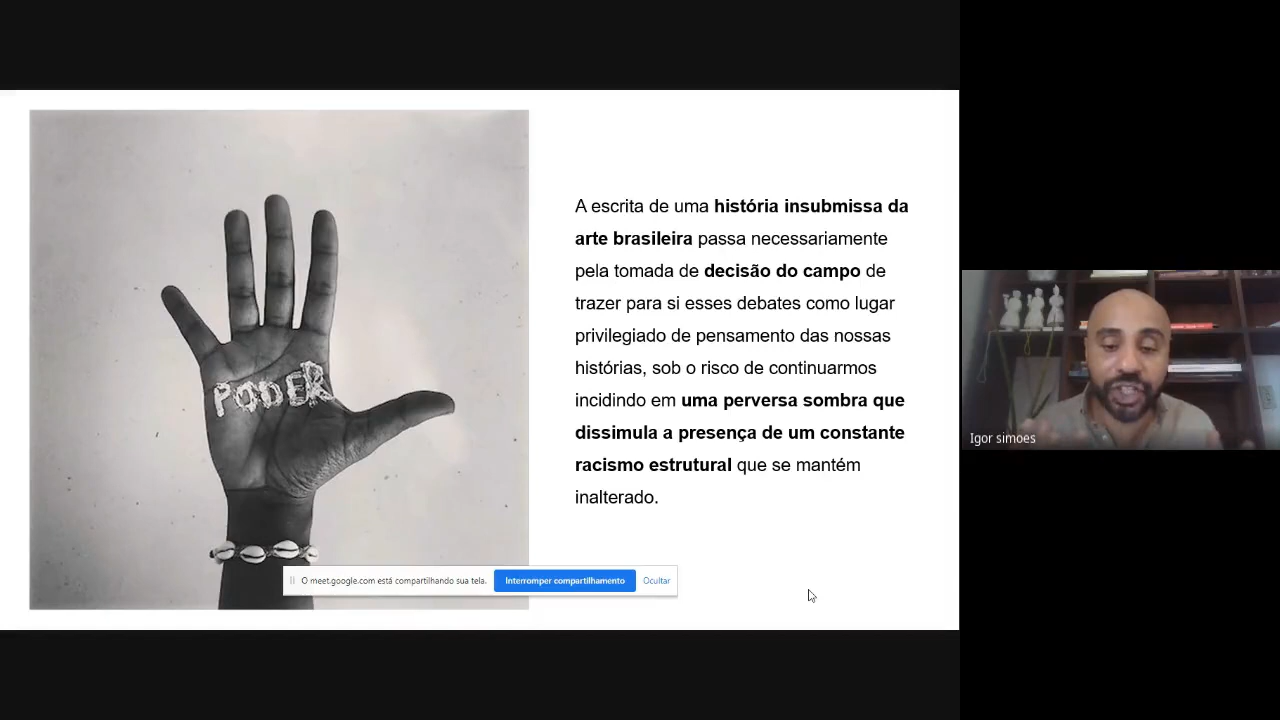 PODER
A escrita de uma história insubmissa da
arte brasileira passa necessariamente
pela tomada de decisão do campo de
trazer para si esses debates como lugar
privilegiado de pensamento das nossas
histórias, sob o risco de continuarmos
incidindo em uma perversa sombra que
dissimula a presença de um constante
racismo estrutural que se mantém
inalterado.
O meet.google.com está compartilhando sua tela. Interromper compartilhamento Ocultar
Igor simoes